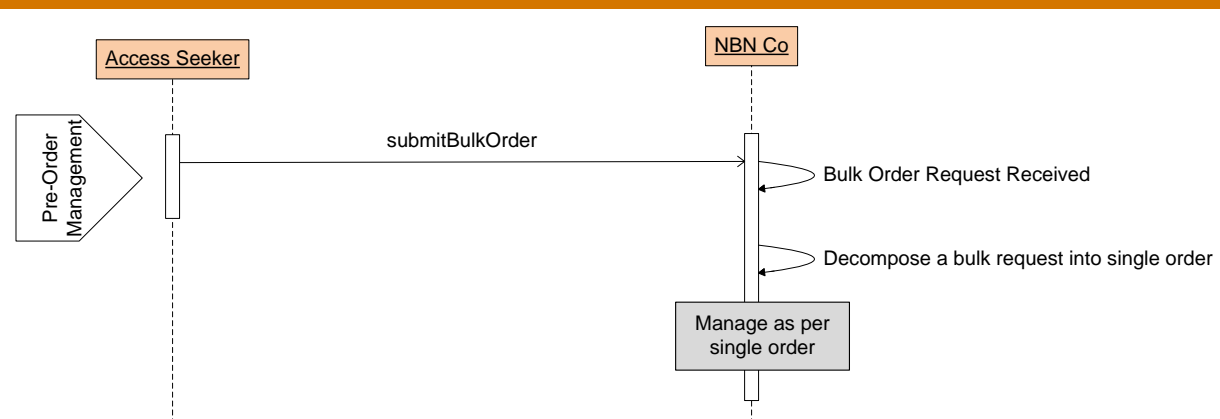 Access Seeker
NBN Co
Pre-Order
Management
submitBulkOrder
Bulk Order Request Received
Decompose a bulk request into single order
Manage as per
single order